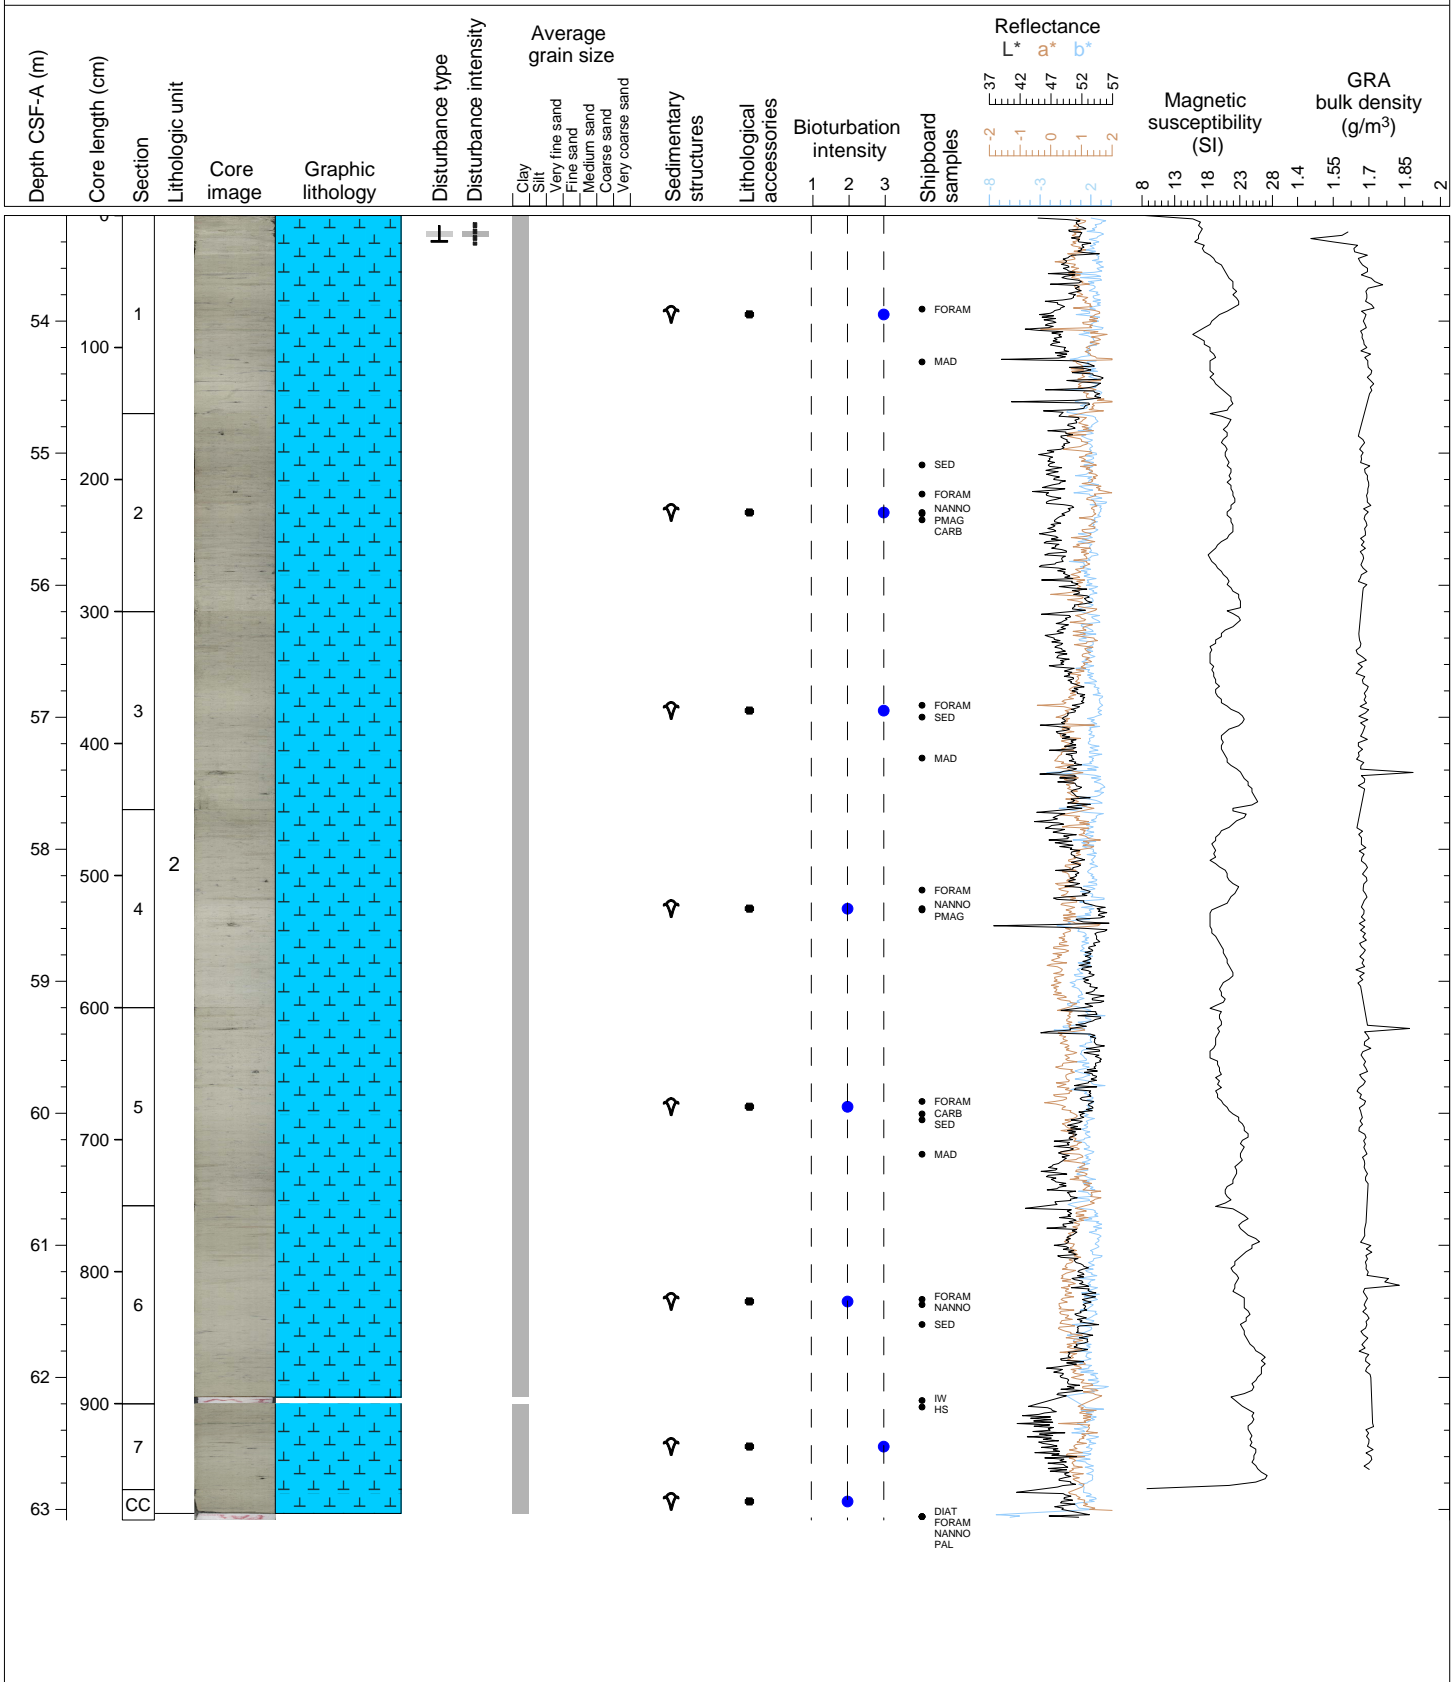 Depth CSF-A (m)
Core length (cm)
Section
Lithologic unit
Core
image
Graphic
lithology
Disturbance type
Disturbance intensity
Average
grain size
Clay
Silt
Very fine sand
Fine sand
Medium sand
Coarse sand
Very coarse sand
Sedimentary
structures
Lithological
accessories
Bioturbation
intensity
1 2 3
Shipboard
samples
Reflectance
L* a* b*
37 42 47 52 57
-2 -1 0 1 2
-8 -3 2
Magnetic
susceptibility
(SI)
8 13 18 23 28
GRA
bulk density
(g/m³)
1.4 1.55 1.7 1.85 2
0
1
FORAM
54
100
MAD
55
SED
200
FORAM
2
NANNO
PMAG
CARB
56
300
FORAM
3
57
SED
400
MAD
58
2
500
FORAM
NANNO
4
PMAG
59
600
FORAM
5
60
CARB
SED
700
MAD
61
800
FORAM
6
NANNO
SED
62
IW
900
HS
7
CC
63
DIAT
FORAM
NANNO
PAL